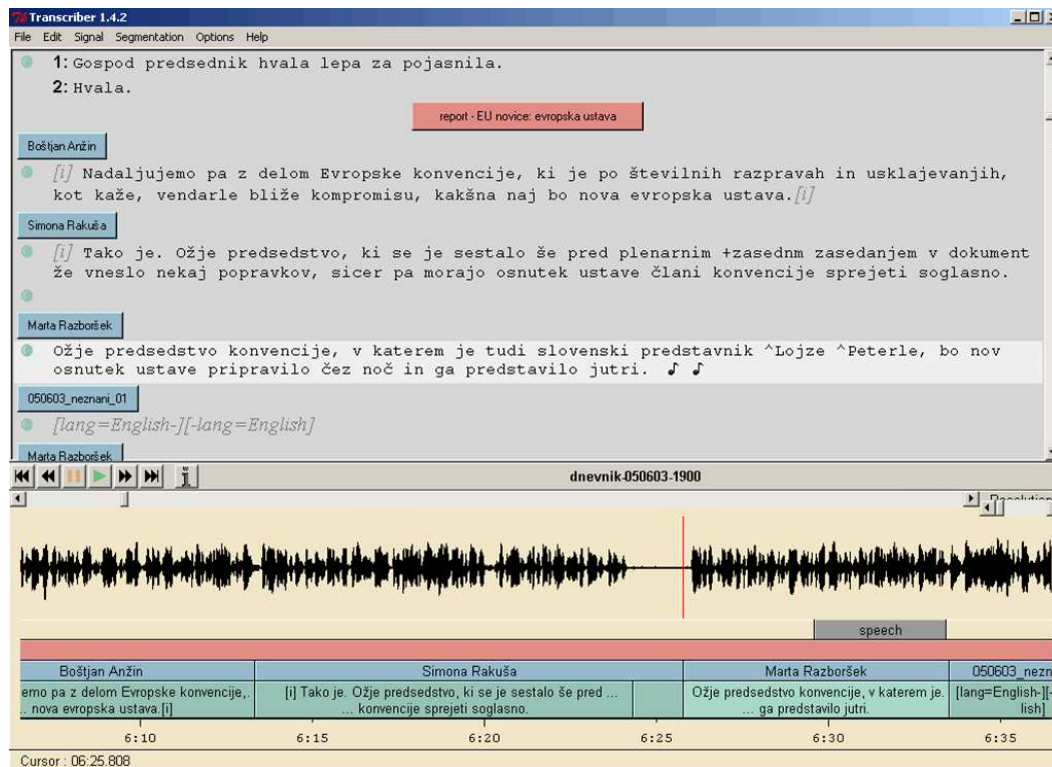 Transcriber 1.4.2
File Edit Signal Segmentation Options Help
1: Gospod predsednik hvala lepa za pojasnila.
2: Hvala.
report - EU novice: evropska ustava
Boštjan Anžin
[i] Nadaljujemo pa z delom Evropske konvencije, ki je po številnih razpravah in usklajevanjih,
kot kaže, vendarle bliže kompromisu, kakšna naj bo nova evropska ustava.[i]
Simona Rakuša
[i] Tako je. Ožje predsedstvo, ki se je sestalo še pred plenarnim +zasednm zasedanjem v dokument
že vneslo nekaj popravkov, sicer pa morajo osnutek ustave člani konvencije sprejeti soglasno.
Marta Razboršek
Ožje predsedstvo konvencije, v katerem je tudi slovenski predstavnik ^Lojze ^Peterle, bo nov
osnutek ustave pripravilo čez noč in ga predstavilo jutri. ♪ ♪
050603_neznani_01
[lang=English-][-lang=English]
Marta Razboršek
dnevnik-050603-1900
speech
Boštjan Anžin Simona Rakuša Marta Razboršek 050603_nezn
emo pa z delom Evropske konvencije,. [i] Tako je. Ožje predsedstvo, ki se je sestalo še pred ... Ožje predsedstvo konvencije, v katerem je. [lang=English-][-
... nova evropska ustava.[i] ... konvencije sprejeti soglasno. ... ga predstavilo jutri. lish]
6:10 6:15 6:20 6:25 6:30 6:35
Cursor : 06:25.808